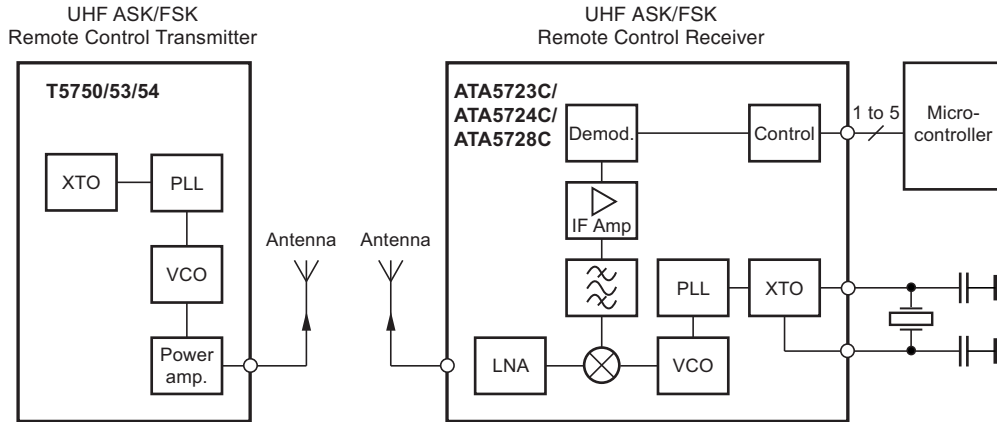 UHF ASK/FSK
Remote Control Transmitter
T5750/53/54
XTO
PLL
VCO
Power
amp.
Antenna
Antenna
UHF ASK/FSK
Remote Control Receiver
ATA5723C/
ATA5724C/
ATA5728C
Demod.
Control
1 to 5
Micro-
controller
IF Amp
PLL
XTO
LNA
VCO